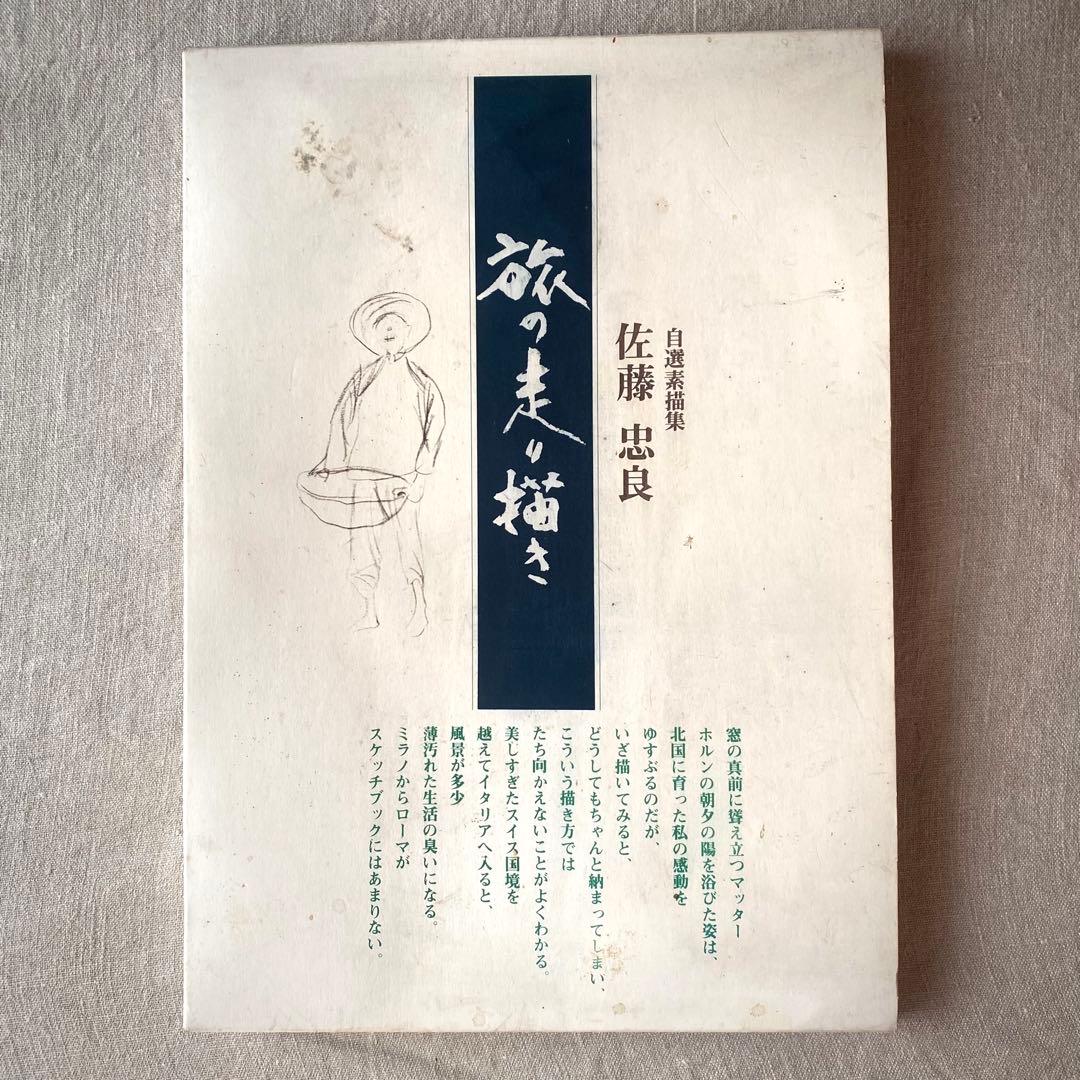 自選素描集
佐藤 忠良
旅の走り描き
窓の真前に聳え立つマッター
ホルンの朝夕の陽を浴びた姿は、
北国に育った私の感動を
ゆすぶるのだが、
いざ描いてみると、
どうしてもちゃんと納まってしまい、
こういう描き方では
たち向かえないことがよくわかる。
美しすぎたスイス国境を
越えてイタリアへ入ると、
風景が多少
薄汚れた生活の臭いになる。
ミラノからローマが
スケッチブックにはあまりない。